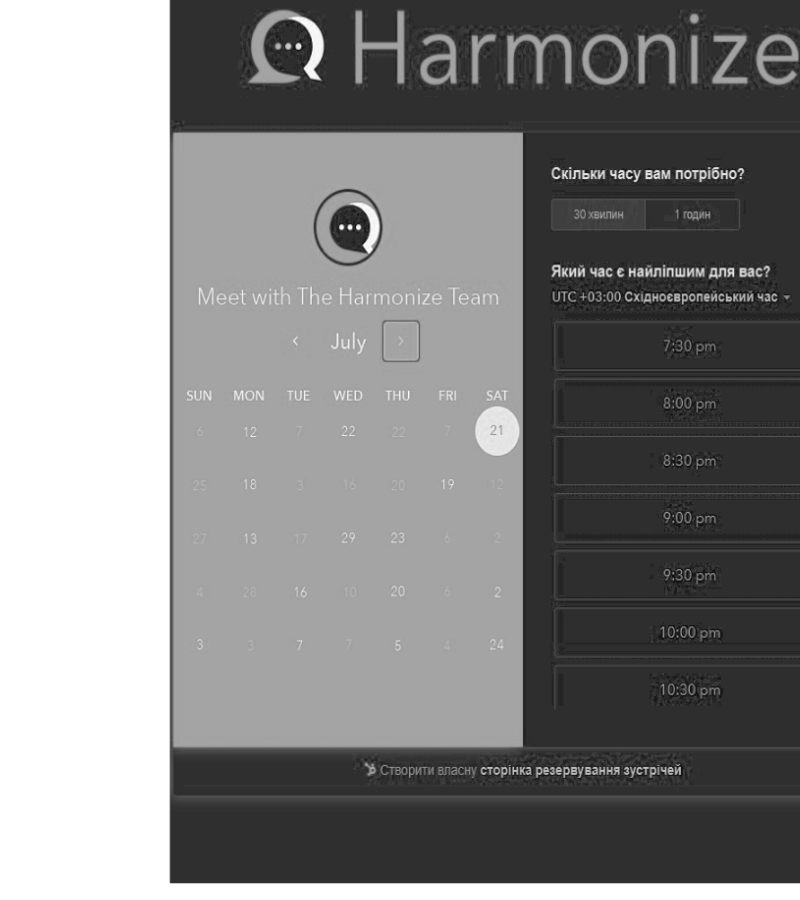 Harmonize
Meet with The Harmonize Team
July
SUN MON TUE WED THU FRI SAT
6 12 7 22 22 7 21
25 18 3 16 20 19 12
27 13 17 29 23 6 2
4 28 16 10 20 6 2
3 3 7 7 5 4 24
Скільки часу вам потрібно?
30 хвилин 1 годин
Який час є найліпшим для вас?
UTC +03:00 Східноєвропейський час
7:30 pm
8:00 pm
8:30 pm
9:00 pm
9:30 pm
10:00 pm
10:30 pm
Створити власну сторінка резервування зустрічей